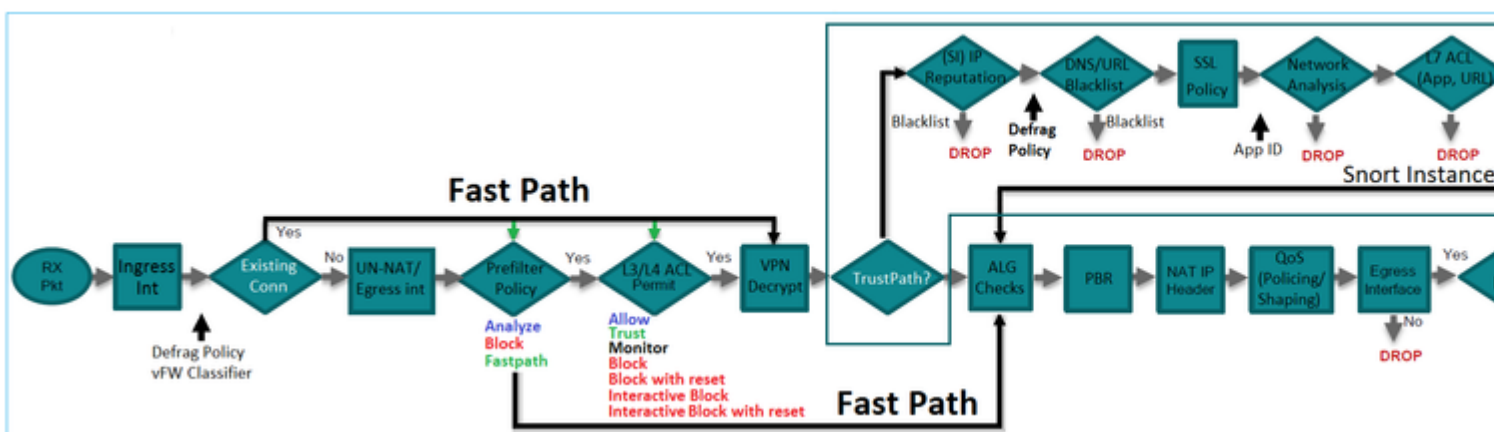 (SI) IP
Reputation
DNS/URL
Blacklist
SSL
Policy
Network
Analysis
L7 ACL
(App, URL)
Blacklist
DROP
Defrag
Policy
Blacklist
DROP
App ID
DROP
DROP
Snort Instance
Fast Path
Yes
RX
Pkt
Ingress
Int
Existing
Conn
No
UN-NAT/
Egress int
Prefilter
Policy
Yes
L3/L4 ACL
Permit
Yes
VPN
Decrypt
TrustPath?
ALG
Checks
PBR
NAT IP
Header
QoS
(Policing/
Shaping)
Egress
Interface
Yes
No
DROP
Defrag Policy
vFW Classifier
Analyze
Block
Fastpath
Allow
Trust
Monitor
Block
Block with reset
Interactive Block
Interactive Block with reset
Fast Path